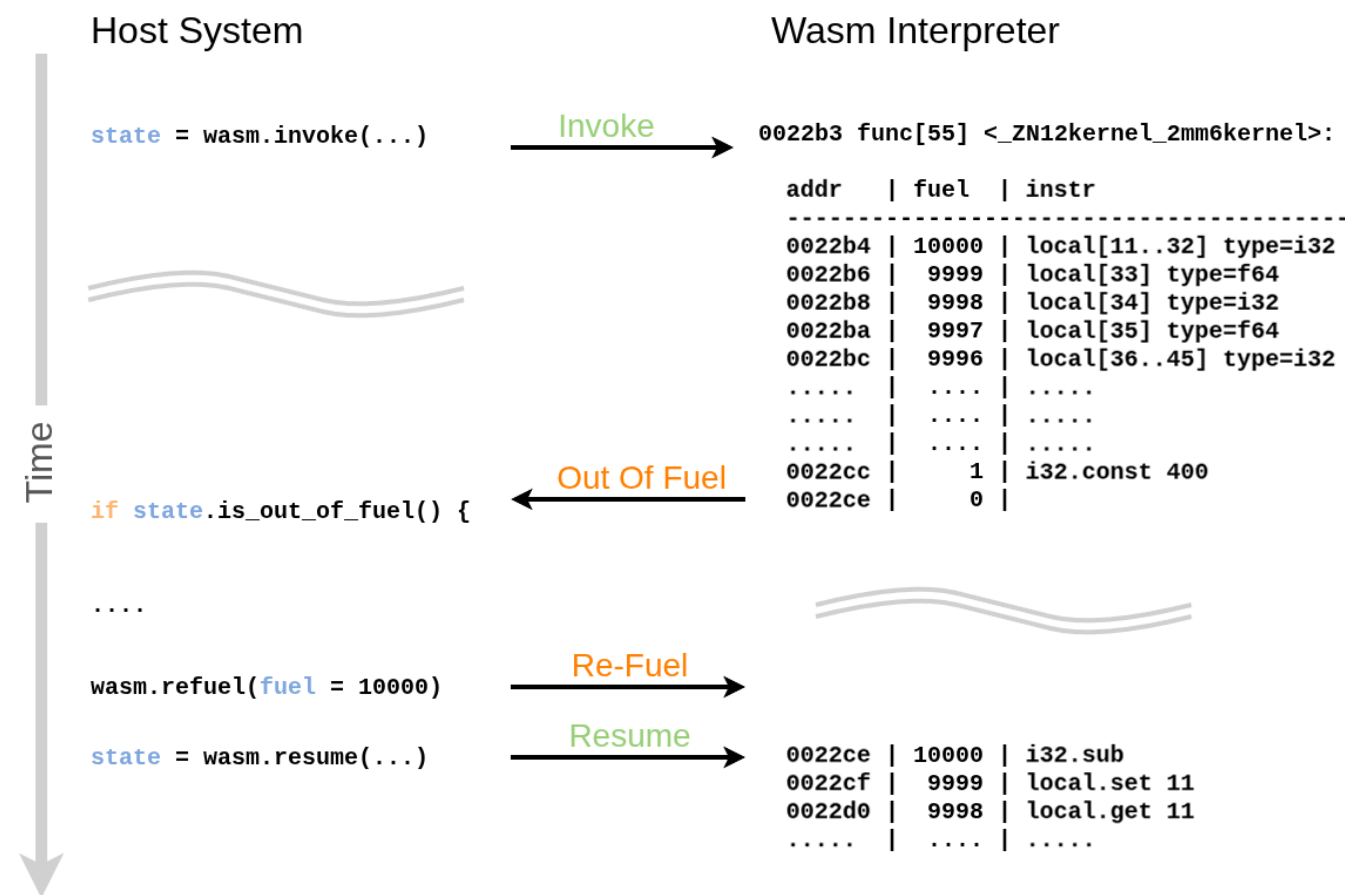 Host System
Wasm Interpreter
Time
state = wasm.invoke(...)
Invoke
0022b3 func[55] <_ZN12kernel_2mm6kernel>:
addr   | fuel  | instr
----------------------------------------
0022b4 | 10000 | local[11..32] type=i32
0022b6 |  9999 | local[33] type=f64
0022b8 |  9998 | local[34] type=i32
0022ba |  9997 | local[35] type=f64
0022bc |  9996 | local[36..45] type=i32
.....  |  .... | .....
.....  |  .... | .....
.....  |  .... | .....
0022cc |     1 | i32.const 400
0022ce |     0 |
Out Of Fuel
if state.is_out_of_fuel() {
....
wasm.refuel(fuel = 10000)
Re-Fuel
state = wasm.resume(...)
Resume
0022ce | 10000 | i32.sub
0022cf |  9999 | local.set 11
0022d0 |  9998 | local.get 11
.....  |  .... | .....